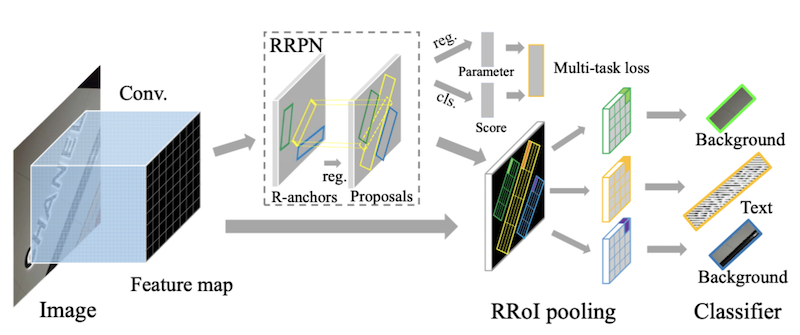 RRPN
reg.
cls.
Parameter
Score
Multi-task loss
Conv.
CHANEL
R-anchors
reg.
Proposals
Background
Text
Background
Feature map
Image
RRoI pooling
Classifier